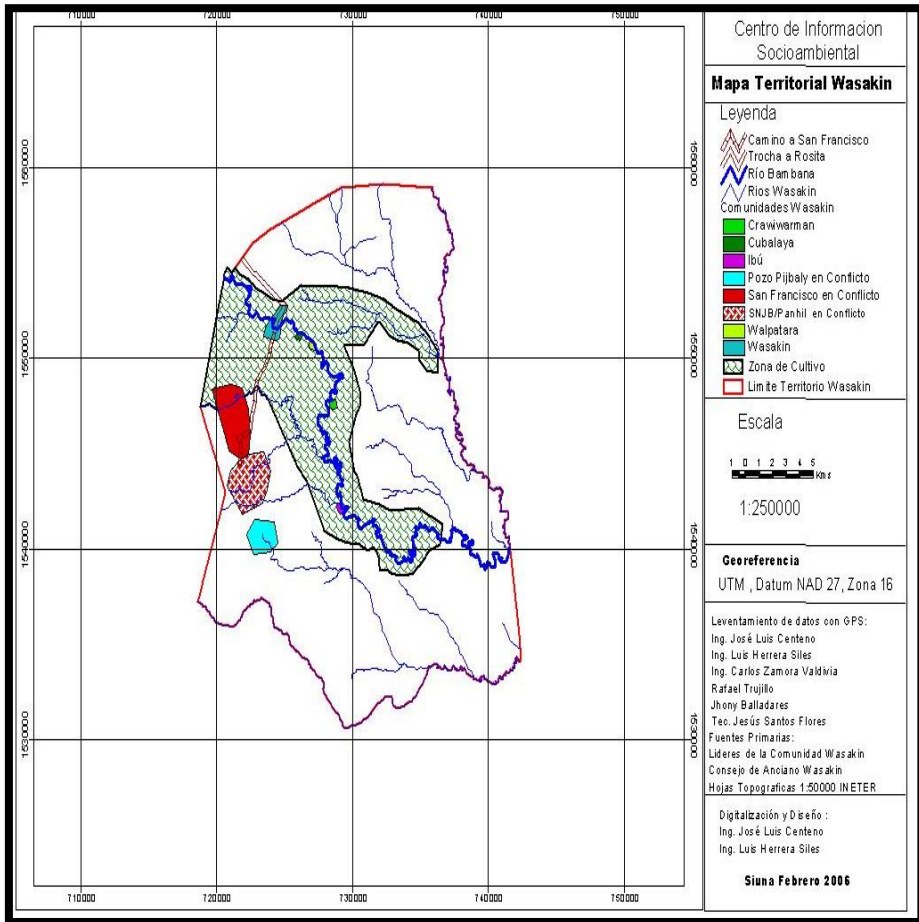 710000 720000 730000 740000 750000
Centro de Informacion
Socioambiental
Mapa Territorial Wasakin
Leyenda
Camino a San Francisco
Trocha a Rosita
Río Bambana
Rios Wasakin
Comunidades Wasakin
Crawiwarman
Cubalaya
Ibú
Pozo Pijbaly en Conflicto
San Francisco en Conflicto
SNJB/Panhil en Conflicto
Walpatara
Wasakin
Zona de Cultivo
Limite Territorio Wasakin
Escala
1 0 1 2 3 4 5
Kms
1:250000
Georeferencia
UTM , Datum NAD 27, Zona 16
Leventamiento de datos con GPS:
Ing. José Luis Centeno
Ing. Luis Herrera Siles
Ing. Carlos Zamora Valdivia
Rafael Trujillo
Jhony Balladares
Tec. Jesús Santos Flores
Fuentes Primarias:
Lideres de la Comunidad Wasakin
Consejo de Anciano Wasakin
Hojas Topograficas 1:50000 INETER
Digitalización y Diseño :
Ing. José Luis Centeno
Ing. Luis Herrera Siles
Siuna Febrero 2006
1560000 1560000
1550000 1550000
1540000 1540000
1530000 1530000
710000 720000 730000 740000 750000